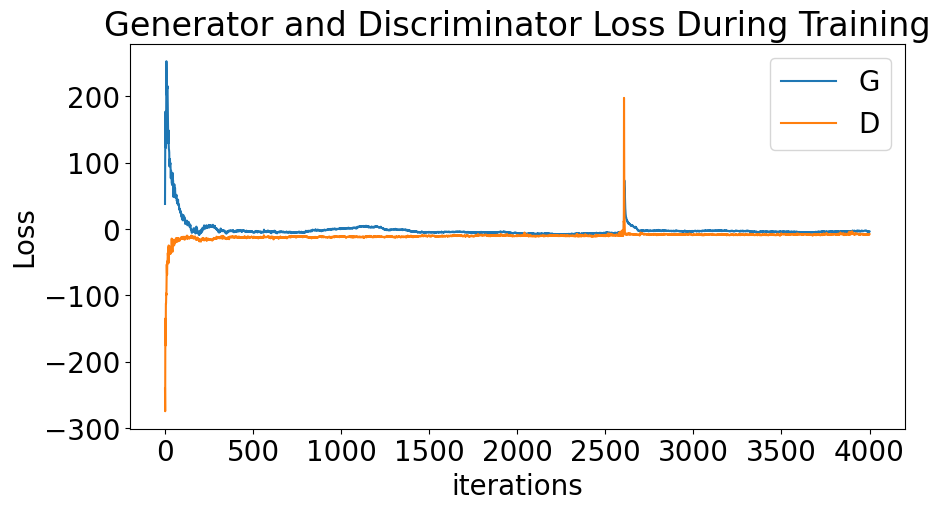 Generator and Discriminator Loss During Training
G
D
200
100
0
−100
−200
−300
Loss
0 500 1000 1500 2000 2500 3000 3500 4000
iterations